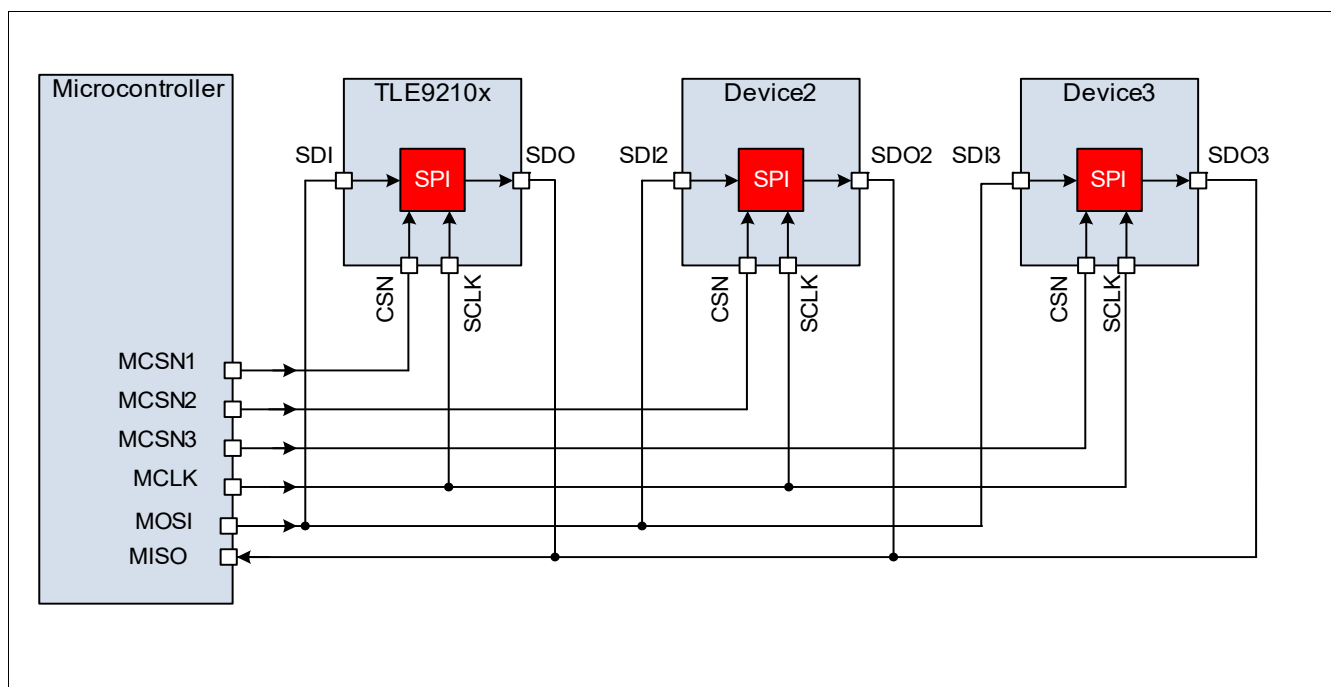 Microcontroller
TLE9210x
Device2
Device3
SDI
SPI
SDO
SDI2
SPI
SDO2
SDI3
SPI
SDO3
CSN
SCLK
CSN
SCLK
CSN
SCLK
MCSN1
MCSN2
MCSN3
MCLK
MOSI
MISO